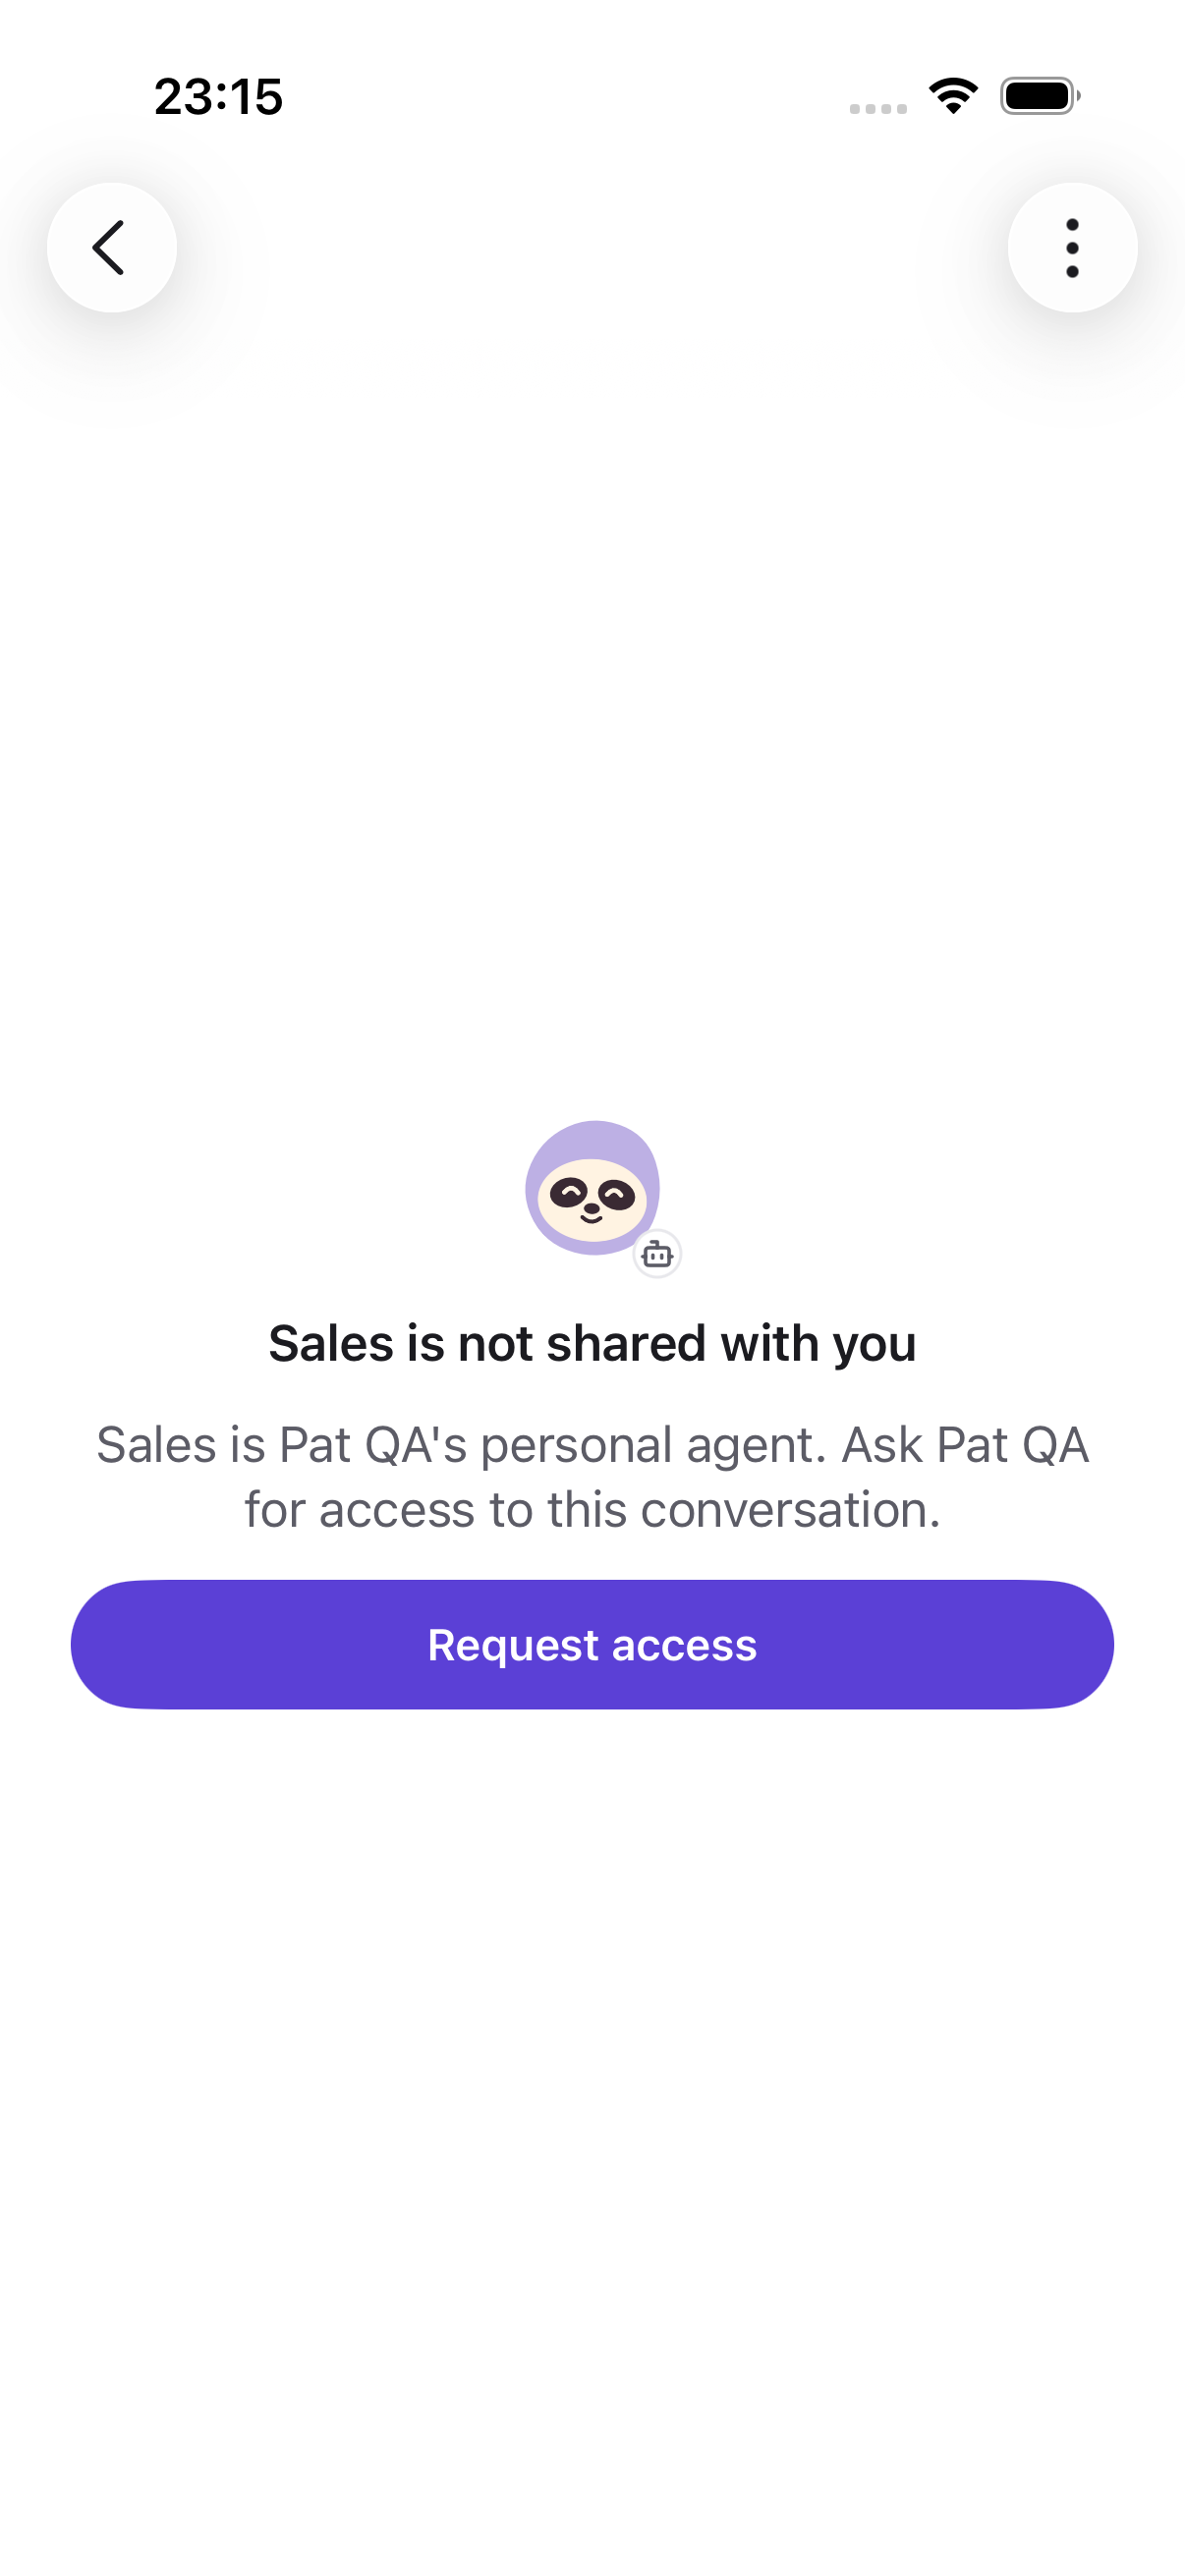 23:15
Sales is not shared with you
Sales is Pat QA's personal agent. Ask Pat QA
for access to this conversation.
Request access